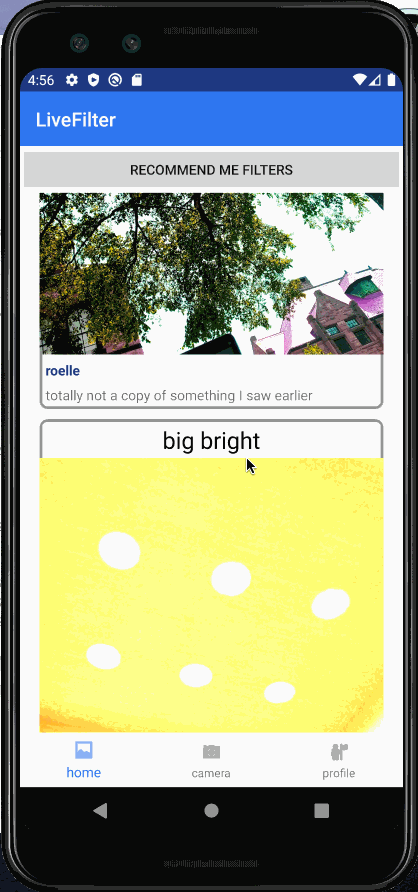 4:56
LiveFilter
RECOMMEND ME FILTERS
roelle
totally not a copy of something I saw earlier
big bright
home
camera
profile